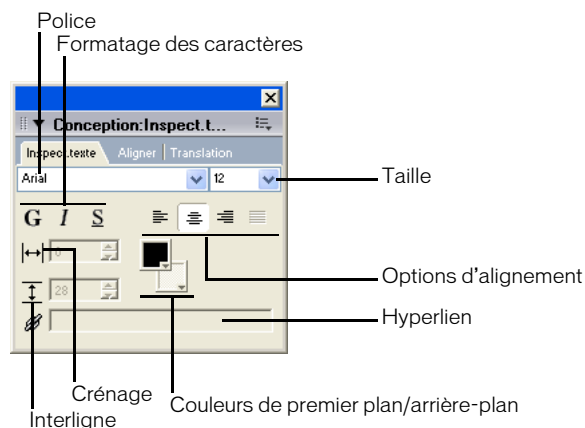 Police
Formatage des caractères
Conception:Inspect.t...
Inspect.texte Aligner Translation
Arial 12
Taille
G I S
6
Options d'alignement
28
Hyperlien
Crénage
Couleurs de premier plan/arrière-plan
Interligne